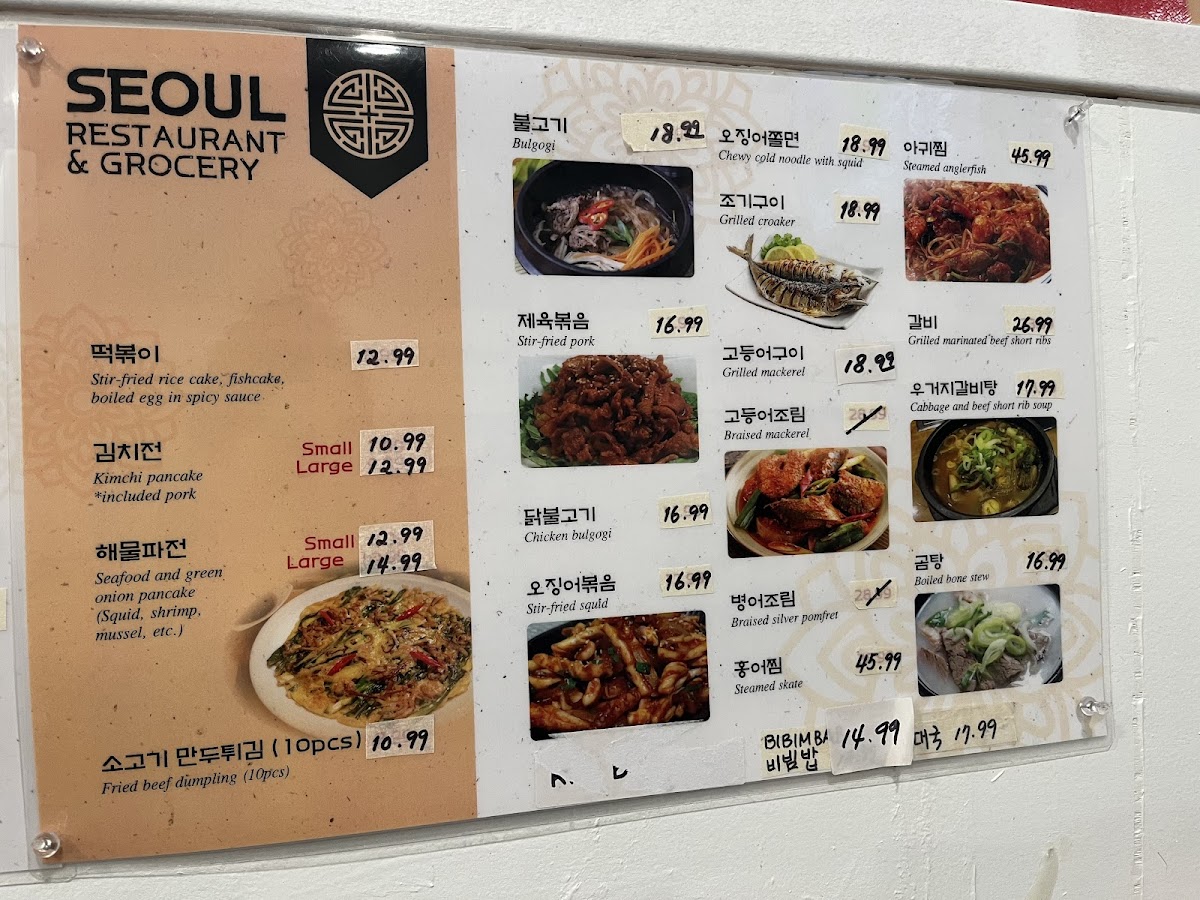 SEOUL
RESTAURANT
& GROCERY
떡볶이 12.99
Stir-fried rice cake, fishcake,
boiled egg in spicy sauce
김치전 Small 10.99
Large 12.99
Kimchi pancake
*included pork
해물파전 Small 12.99
Large 14.99
Seafood and green
onion pancake
(Squid, shrimp,
mussel, etc.)
소고기 만두튀김 (10pcs) 10.99
Fried beef dumpling (10pcs)
불고기 18.99
Bulgogi
제육볶음 16.99
Stir-fried pork
닭불고기 16.99
Chicken bulgogi
오징어볶음 16.99
Stir-fried squid
오징어쫄면 18.99
Chewy cold noodle with squid
조기구이 18.99
Grilled croaker
고등어구이 18.99
Grilled mackerel
고등어조림
Braised mackerel
병어조림
Braised silver pomfret
홍어찜 45.99
Steamed skate
BIBIMBA 14.99
비빔밥
아귀찜 45.99
Steamed anglerfish
갈비 26.99
Grilled marinated beef short ribs
우거지갈비탕 17.99
Cabbage and beef short rib soup
곰탕 16.99
Boiled bone stew
17.99